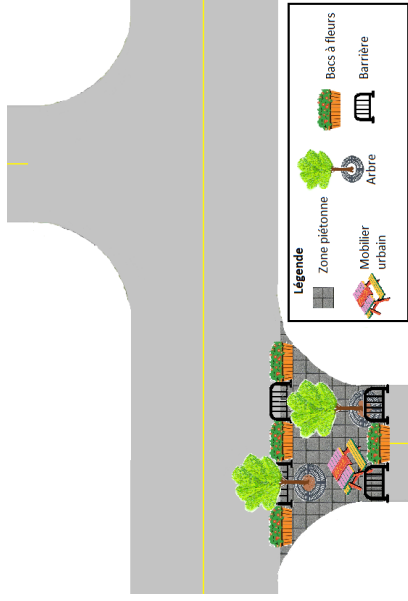 Légende
Zone piétonne
Arbre
Bacs à fleurs
Mobilier
urbain
Barrière